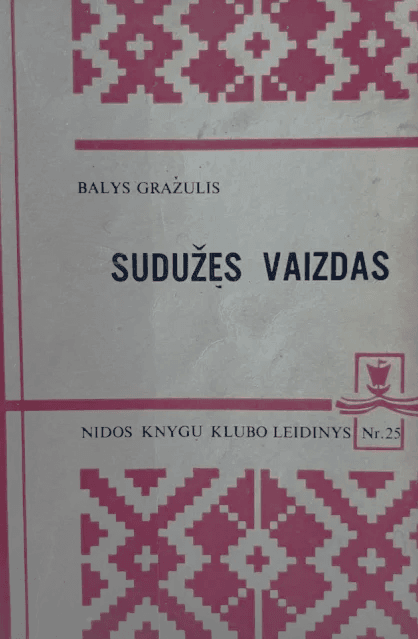 BALYS GRAŽULIS
SUDUŽĘS VAIZDAS
NIDOS KNYGŲ KLUBO LEIDINYS Nr.25